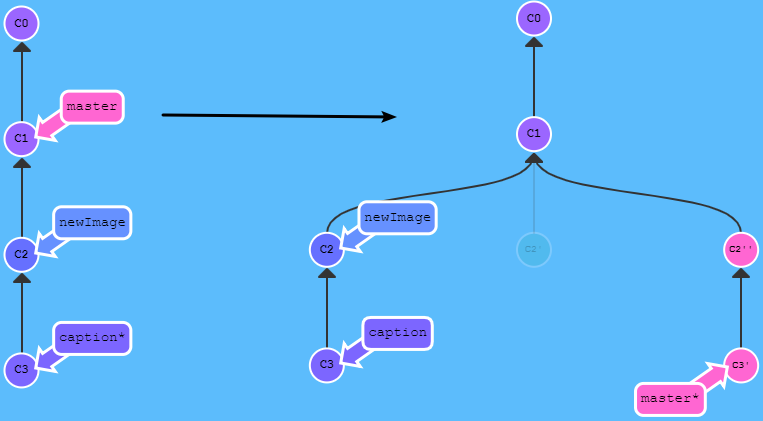 C0
master
C1
newImage
C2
caption*
C3
C0
C1
newImage
C2
C2'
C2''
caption
C3
C3'
master*